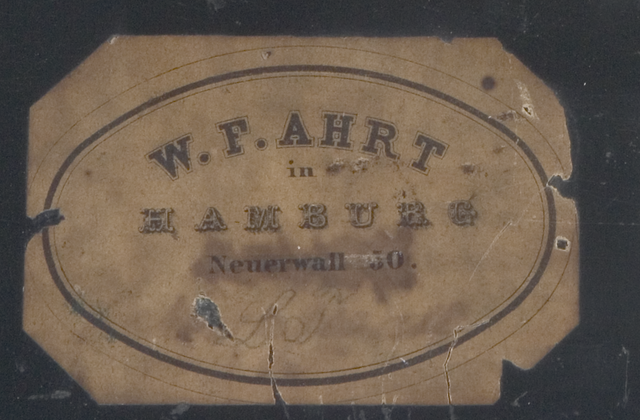 W. F. AHRT
in
HAMBURG
Neuerwall 50.